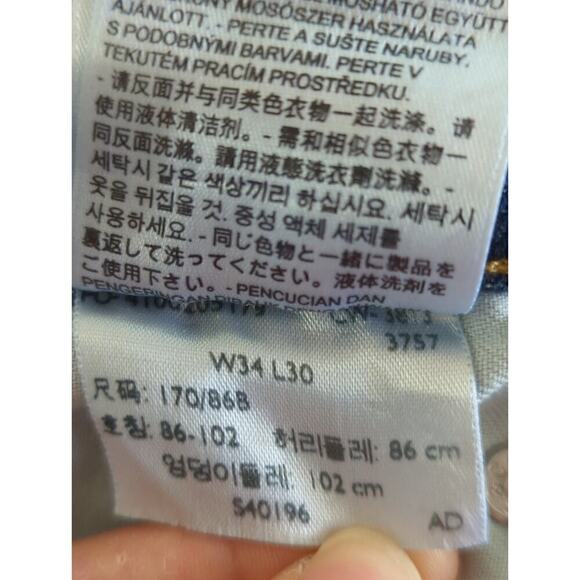 MOSHATÓ EGYÜTT
AJÁNLOTT. - PERTE A SUŠTE NARUBY.
S PODOBNÝMI BARVAMI. PERTE V
TEKUTÉM PRACÍM PROSTŘEDKU.
- 请反面并与同类色衣物一起洗涤。请
使用液体清洁剂。- 需和相似色衣物一
同反面洗滌。請用液態洗衣劑洗滌。-
세탁시 같은 색상끼리 하십시요. 세탁시
옷을 뒤집을 것. 중성 액체 세제를
사용하세요. - 同じ色物と一緒に製品を
裏返して洗ってください。液体洗剤を
ご使用下さい。- PENCUCIAN DAN
3757
W34 L30
尺码: 170/86B
호칭: 86-102 허리둘레: 86 cm
엉덩이둘레: 102 cm
S40196 AD